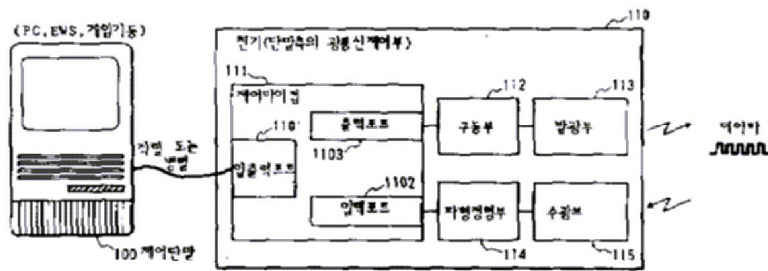 (PC,EWS,게임기등)
110
친기(단말측의 광통신제어부)
111
112
113
제어마이컴
1101
직렬 또는
병렬
출력포트
구동부
발광부
데이타
1103
입출력포트
1102
입력포트
파형정형부
수광부
100 제어단말
114
115